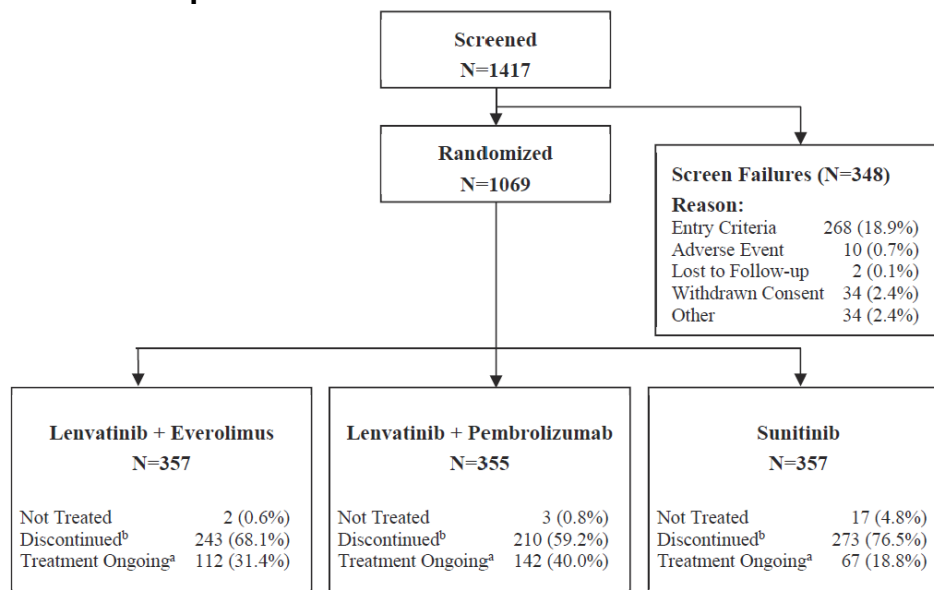 Screened
N=1417
Randomized
N=1069
Screen Failures (N=348)
Reason:
Entry Criteria 268 (18.9%)
Adverse Event 10 (0.7%)
Lost to Follow-up 2 (0.1%)
Withdrawn Consent 34 (2.4%)
Other 34 (2.4%)
Lenvatinib + Everolimus
N=357
Not Treated 2 (0.6%)
Discontinuedᵇ 243 (68.1%)
Treatment Ongoingᵃ 112 (31.4%)
Lenvatinib + Pembrolizumab
N=355
Not Treated 3 (0.8%)
Discontinuedᵇ 210 (59.2%)
Treatment Ongoingᵃ 142 (40.0%)
Sunitinib
N=357
Not Treated 17 (4.8%)
Discontinuedᵇ 273 (76.5%)
Treatment Ongoingᵃ 67 (18.8%)